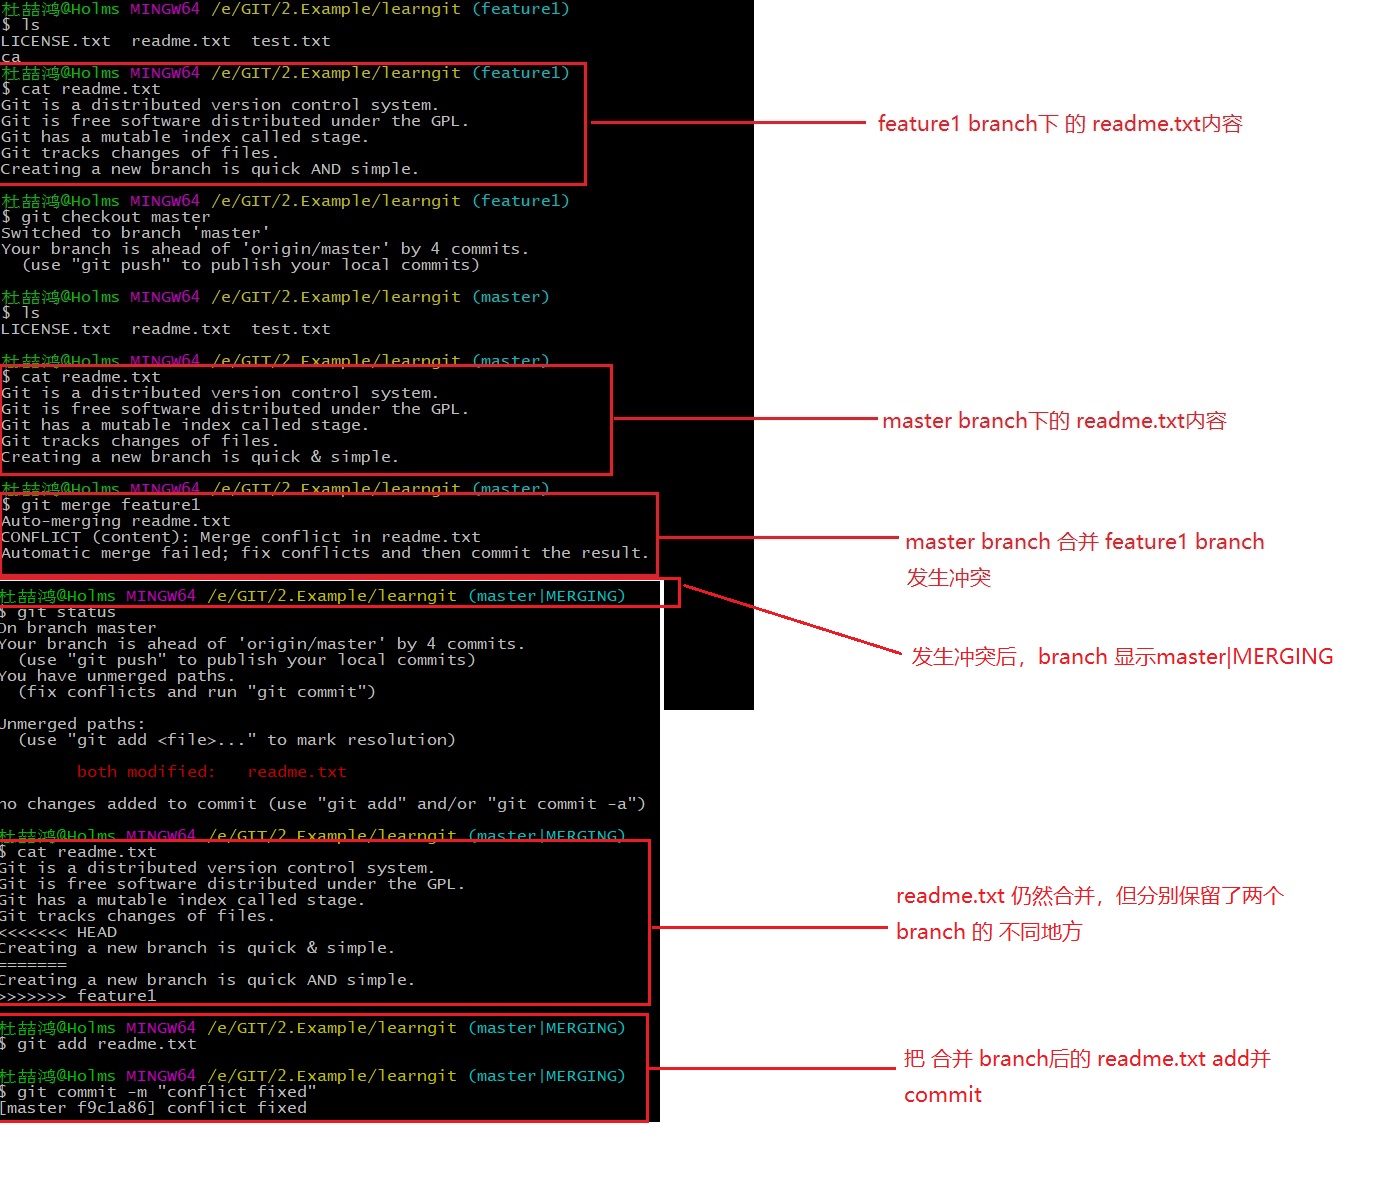 杜喆鸿@Holms MINGW64 /e/GIT/2.Example/learngit (feature1)
$ ls
LICENSE.txt  readme.txt  test.txt
ca
杜喆鸿@Holms MINGW64 /e/GIT/2.Example/learngit (feature1)
$ cat readme.txt
Git is a distributed version control system.
Git is free software distributed under the GPL.
Git has a mutable index called stage.
Git tracks changes of files.
Creating a new branch is quick AND simple.
feature1 branch下 的 readme.txt内容
杜喆鸿@Holms MINGW64 /e/GIT/2.Example/learngit (feature1)
$ git checkout master
Switched to branch 'master'
Your branch is ahead of 'origin/master' by 4 commits.
  (use "git push" to publish your local commits)
杜喆鸿@Holms MINGW64 /e/GIT/2.Example/learngit (master)
$ ls
LICENSE.txt  readme.txt  test.txt
杜喆鸿@Holms MINGW64 /e/GIT/2.Example/learngit (master)
$ cat readme.txt
Git is a distributed version control system.
Git is free software distributed under the GPL.
Git has a mutable index called stage.
Git tracks changes of files.
Creating a new branch is quick & simple.
master branch下的 readme.txt内容
杜喆鸿@Holms MINGW64 /e/GIT/2.Example/learngit (master)
$ git merge feature1
Auto-merging readme.txt
CONFLICT (content): Merge conflict in readme.txt
Automatic merge failed; fix conflicts and then commit the result.
master branch 合并 feature1 branch
发生冲突
杜喆鸿@Holms MINGW64 /e/GIT/2.Example/learngit (master|MERGING)
发生冲突后，branch 显示master|MERGING
$ git status
On branch master
Your branch is ahead of 'origin/master' by 4 commits.
  (use "git push" to publish your local commits)
You have unmerged paths.
  (fix conflicts and run "git commit")
Unmerged paths:
  (use "git add <file>..." to mark resolution)
        both modified:   readme.txt
no changes added to commit (use "git add" and/or "git commit -a")
杜喆鸿@Holms MINGW64 /e/GIT/2.Example/learngit (master|MERGING)
$ cat readme.txt
Git is a distributed version control system.
Git is free software distributed under the GPL.
Git has a mutable index called stage.
Git tracks changes of files.
<<<<<<< HEAD
Creating a new branch is quick & simple.
=======
Creating a new branch is quick AND simple.
>>>>>>> feature1
readme.txt 仍然合并，但分别保留了两个
branch 的 不同地方
杜喆鸿@Holms MINGW64 /e/GIT/2.Example/learngit (master|MERGING)
$ git add readme.txt
杜喆鸿@Holms MINGW64 /e/GIT/2.Example/learngit (master|MERGING)
$ git commit -m "conflict fixed"
[master f9c1a86] conflict fixed
把 合并 branch后的 readme.txt add并
commit